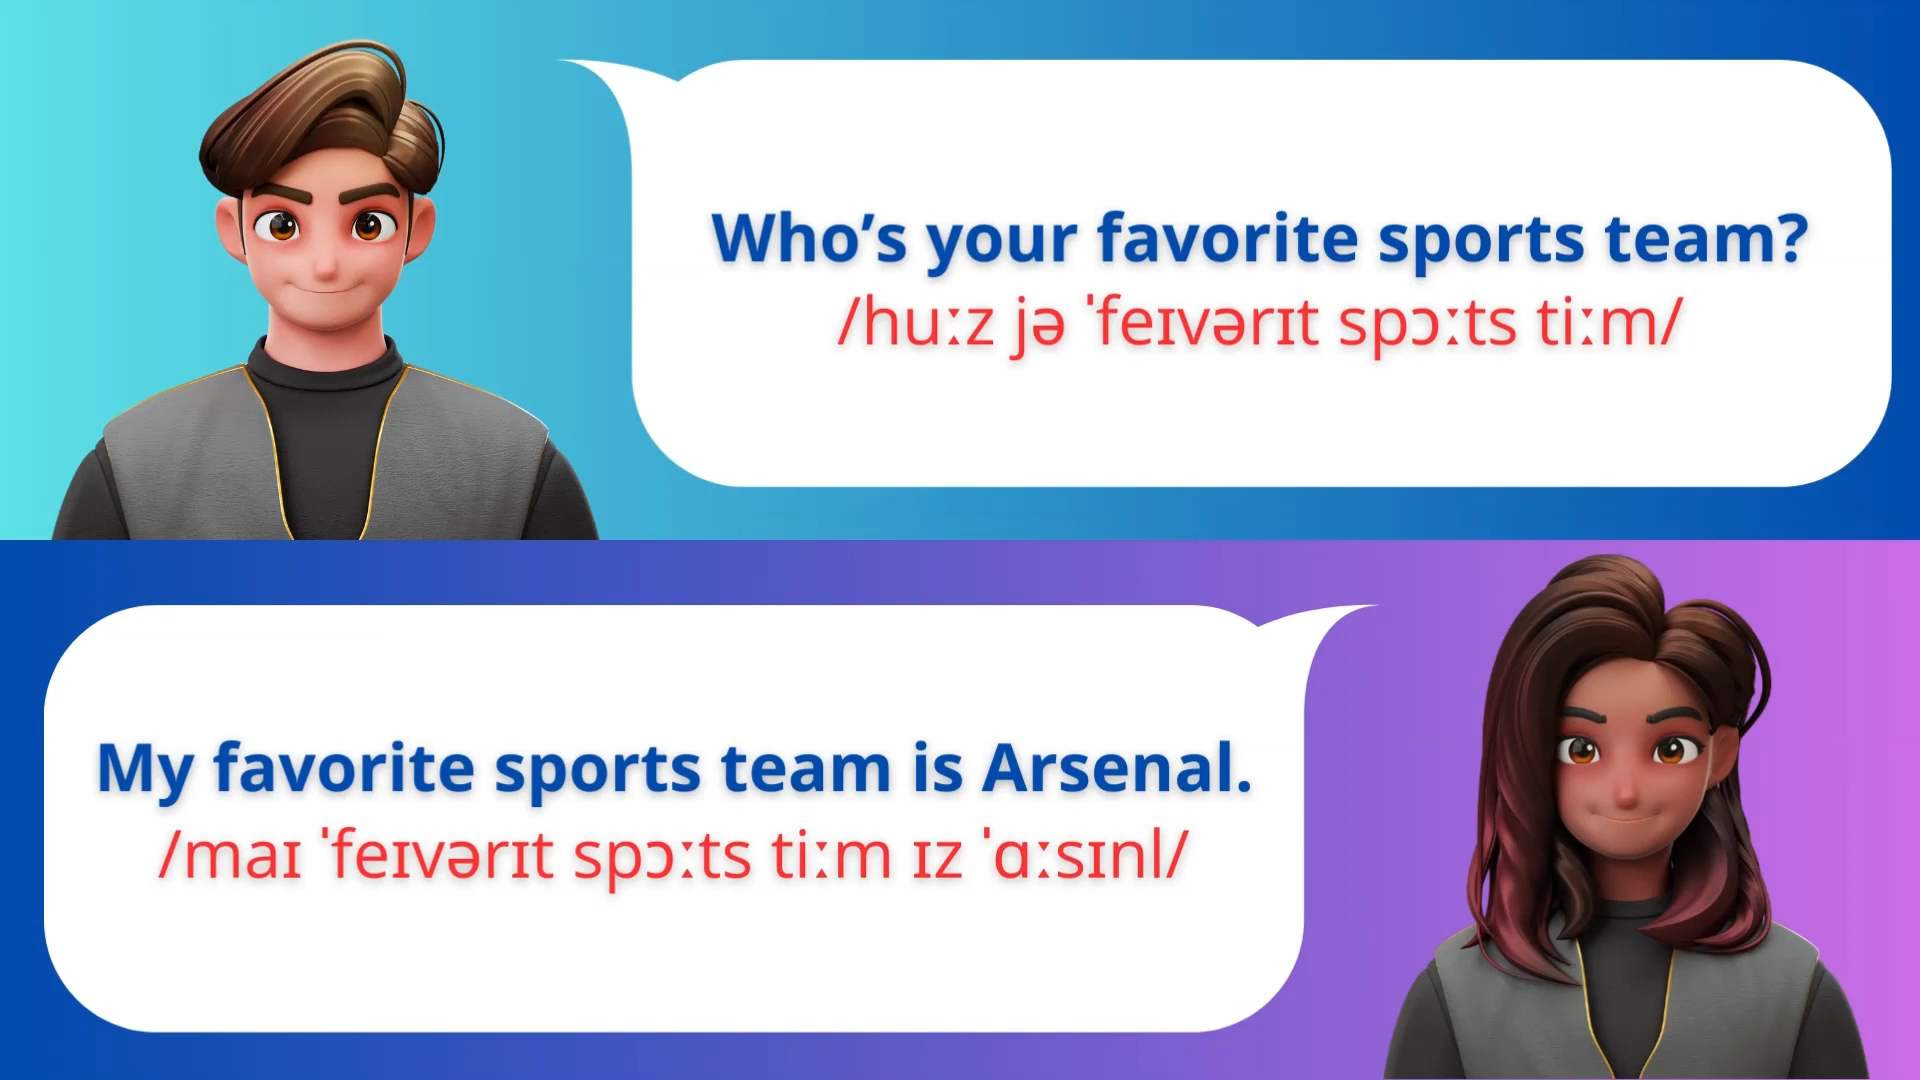 Who’s your favorite sports team?
/huːz jə ˈfeɪvərɪt spɔːts tiːm/
My favorite sports team is Arsenal.
/maɪ ˈfeɪvərɪt spɔːts tiːm ɪz ˈɑːsɪnl/